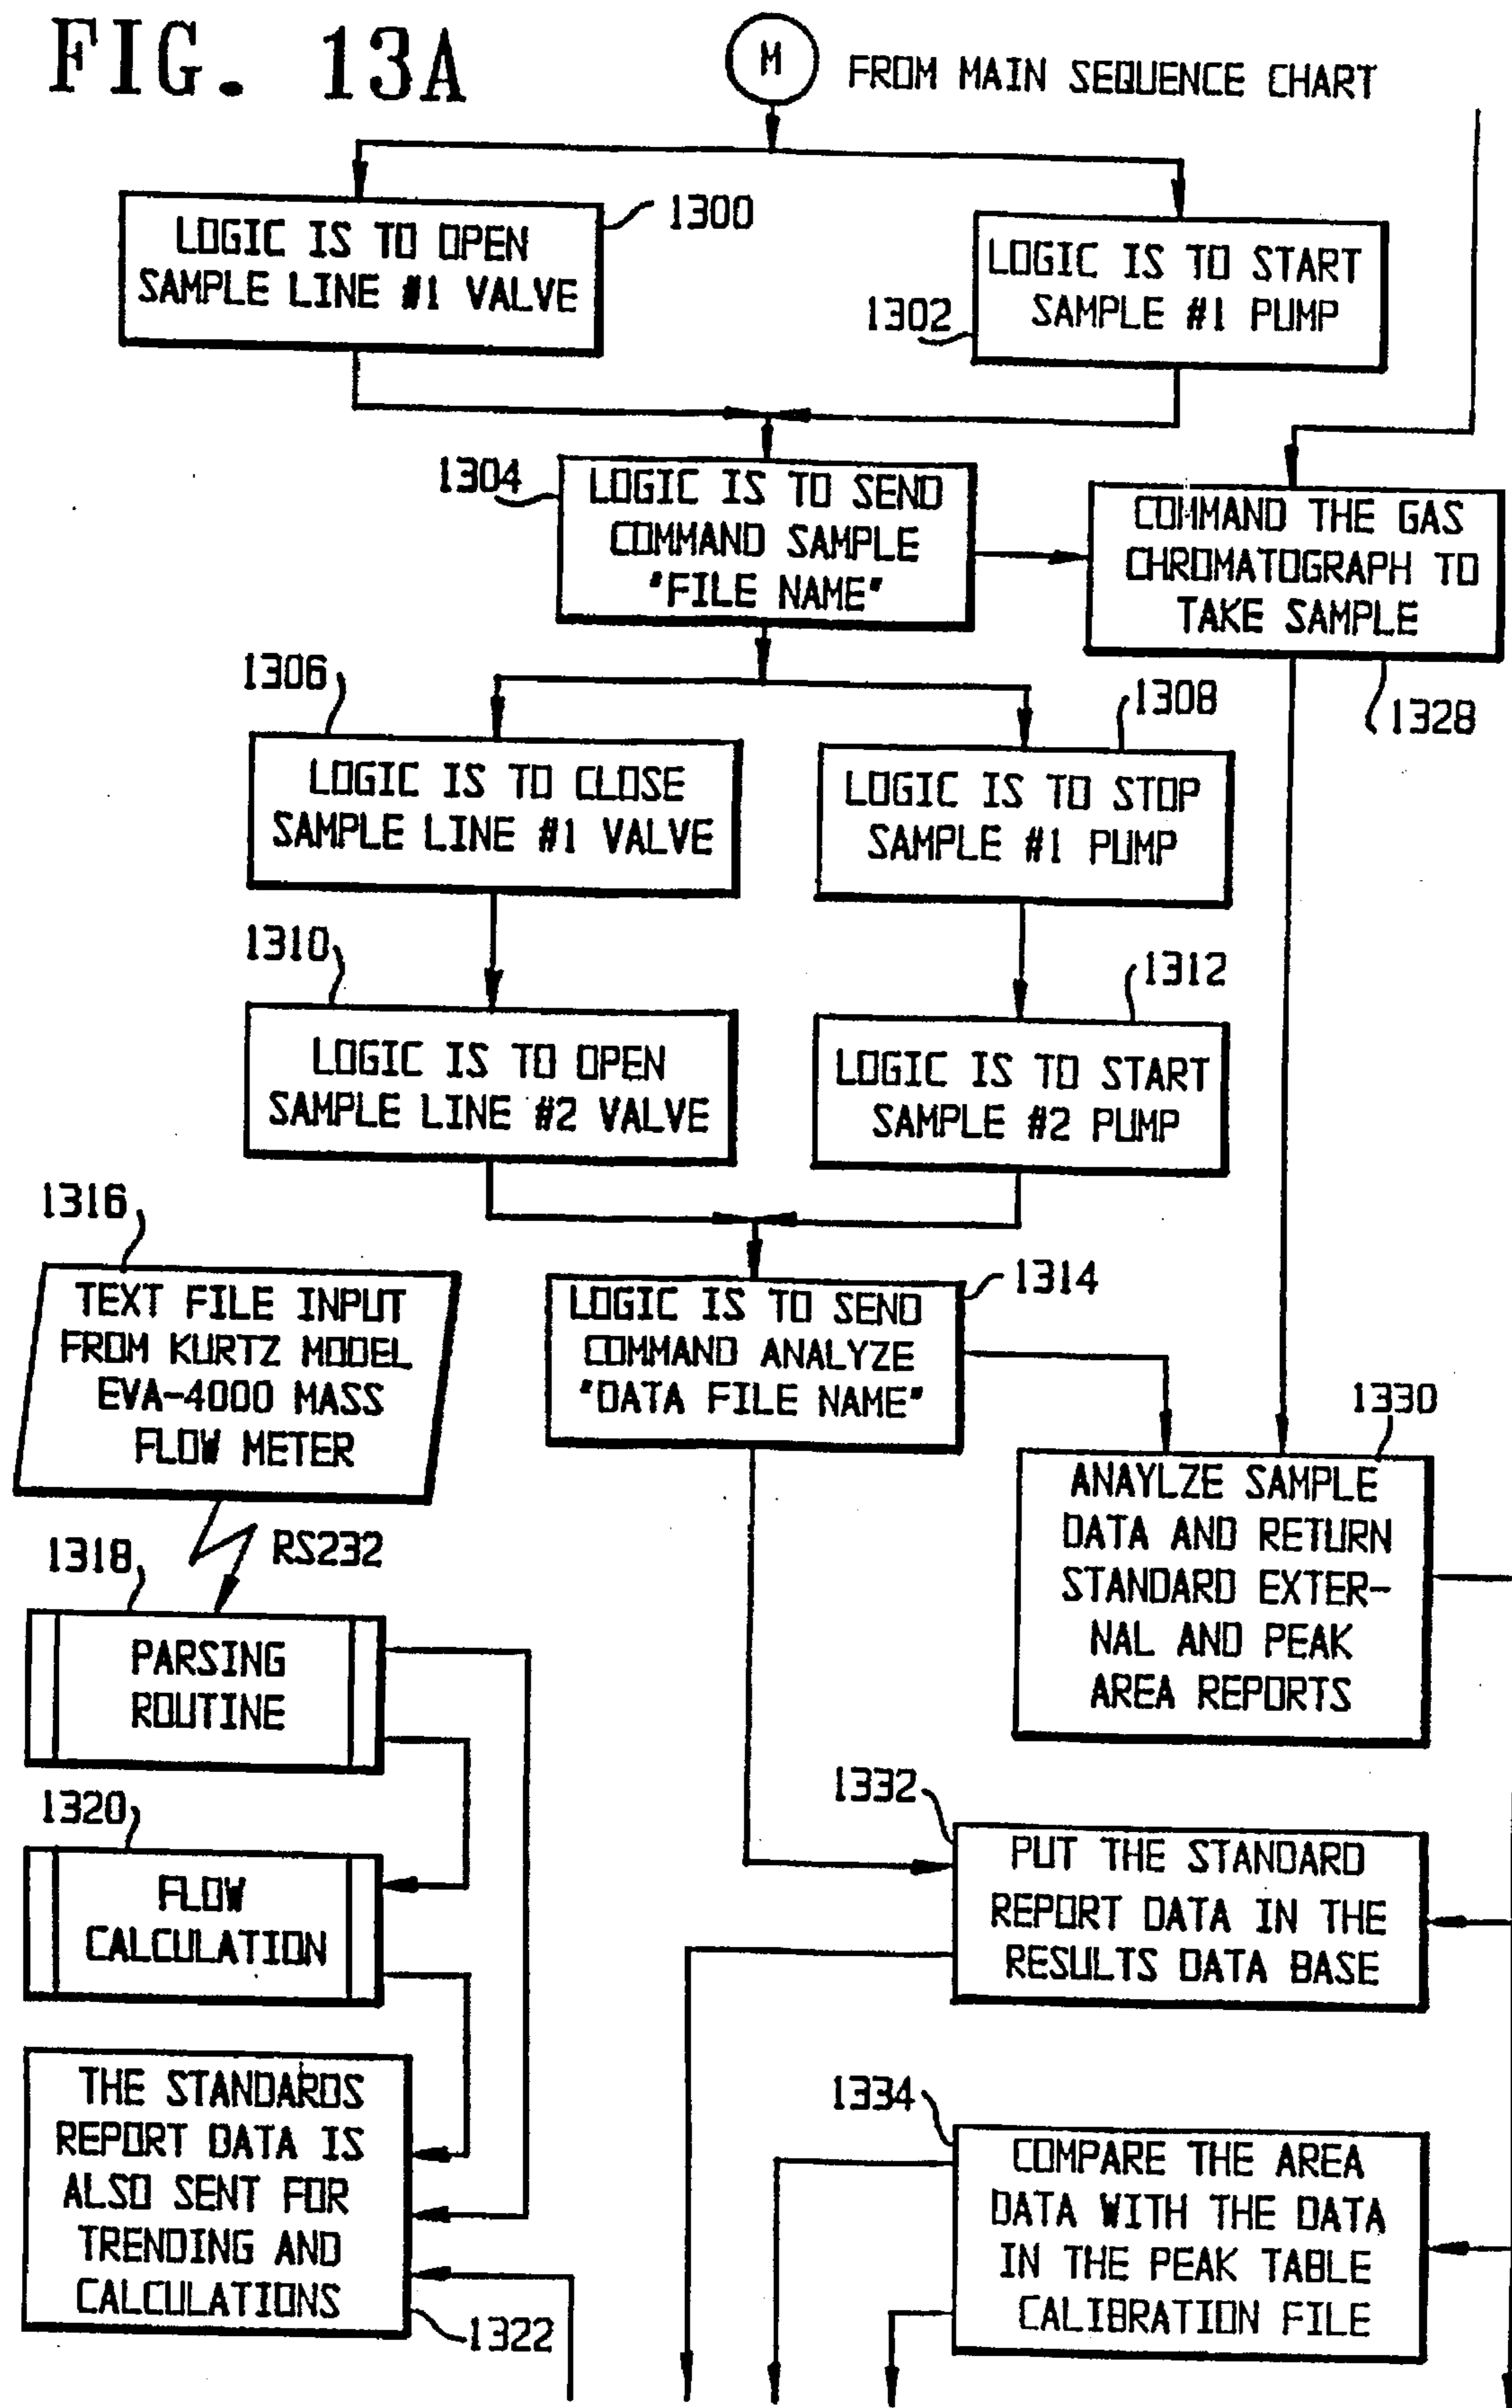 FIG. 13A
M
FROM MAIN SEQUENCE CHART
1300
LOGIC IS TO OPEN
SAMPLE LINE #1 VALVE
LOGIC IS TO START
SAMPLE #1 PUMP
1302
1304
LOGIC IS TO SEND
COMMAND SAMPLE
"FILE NAME"
COMMAND THE GAS
CHROMATOGRAPH TO
TAKE SAMPLE
1328
1306
LOGIC IS TO CLOSE
SAMPLE LINE #1 VALVE
1308
LOGIC IS TO STOP
SAMPLE #1 PUMP
1310
LOGIC IS TO OPEN
SAMPLE LINE #2 VALVE
1312
LOGIC IS TO START
SAMPLE #2 PUMP
1316
TEXT FILE INPUT
FROM KURTZ MODEL
EVA-4000 MASS
FLOW METER
1314
LOGIC IS TO SEND
COMMAND ANALYZE
"DATA FILE NAME"
1330
ANAYLZE SAMPLE
DATA AND RETURN
STANDARD EXTER-
NAL AND PEAK
AREA REPORTS
RS232
1318
PARSING
ROUTINE
1320
FLOW
CALCULATION
1332
PUT THE STANDARD
REPORT DATA IN THE
RESULTS DATA BASE
THE STANDARDS
REPORT DATA IS
ALSO SENT FOR
TRENDING AND
CALCULATIONS
1322
1334
COMPARE THE AREA
DATA WITH THE DATA
IN THE PEAK TABLE
CALIBRATION FILE